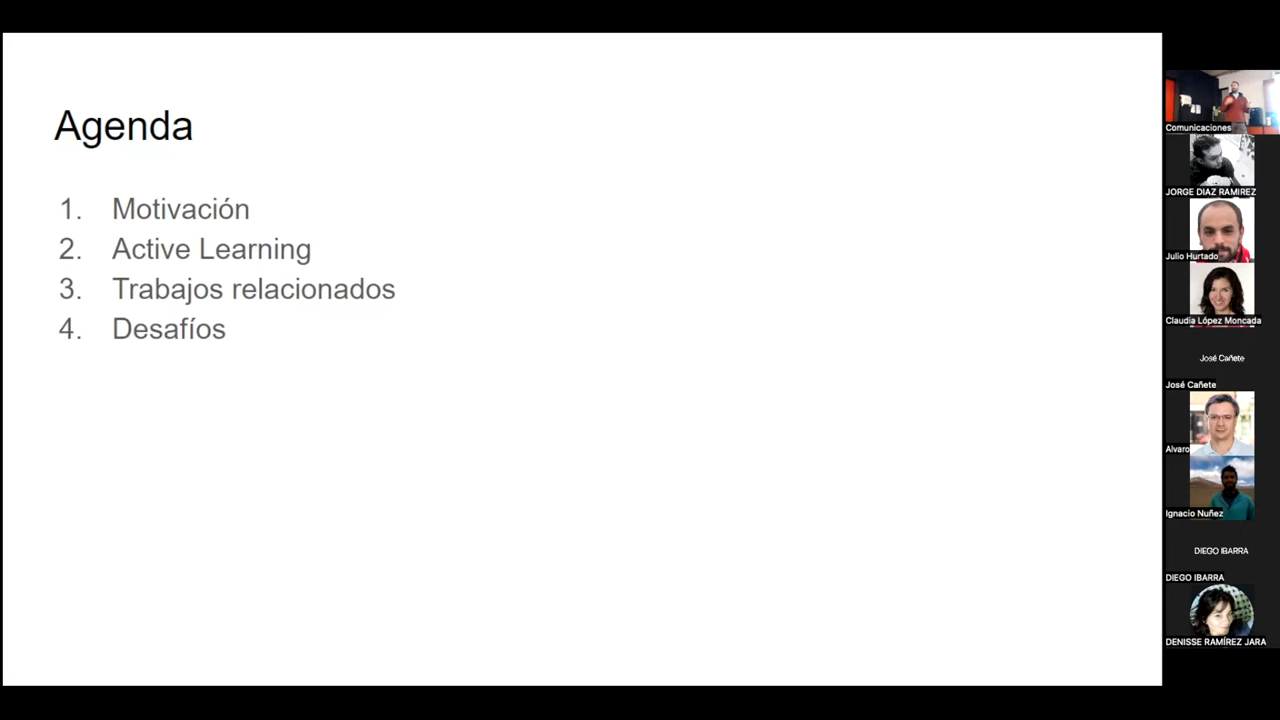 Agenda
1. Motivación
2. Active Learning
3. Trabajos relacionados
4. Desafíos
Comunicaciones
JORGE DIAZ RAMIREZ
Julio Hurtado
Claudia López Moncada
José Cañete
José Cañete
Alvaro
Ignacio Nuñez
DIEGO IBARRA
DIEGO IBARRA
DENISSE RAMÍREZ JARA